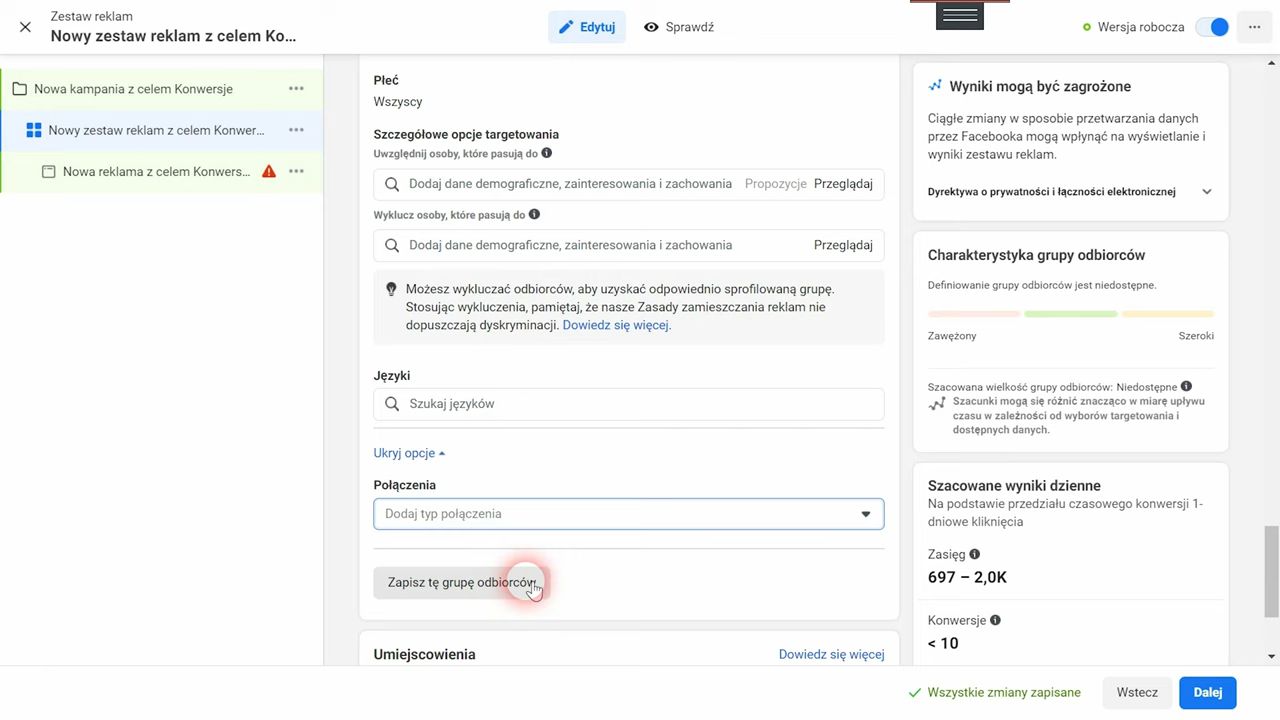 Zestaw reklam
Nowy zestaw reklam z celem Ko...
Edytuj
Sprawdź
Wersja robocza
Nowa kampania z celem Konwersje
Nowy zestaw reklam z celem Konwer...
Nowa reklama z celem Konwers...
Płeć
Wszyscy
Szczegółowe opcje targetowania
Uwzględnij osoby, które pasują do
Dodaj dane demograficzne, zainteresowania i zachowania Propozycje Przeglądaj
Wyklucz osoby, które pasują do
Dodaj dane demograficzne, zainteresowania i zachowania Przeglądaj
Możesz wykluczać odbiorców, aby uzyskać odpowiednio sprofilowaną grupę.
Stosując wykluczenia, pamiętaj, że nasze Zasady zamieszczania reklam nie
dopuszczają dyskryminacji. Dowiedz się więcej.
Języki
Szukaj języków
Ukryj opcje
Połączenia
Dodaj typ połączenia
Zapisz tę grupę odbiorców
Umiejscowienia
Dowiedz się więcej
Wyniki mogą być zagrożone
Ciągłe zmiany w sposobie przetwarzania danych
przez Facebooka mogą wpłynąć na wyświetlanie i
wyniki zestawu reklam.
Dyrektywa o prywatności i łączności elektronicznej
Charakterystyka grupy odbiorców
Definiowanie grupy odbiorców jest niedostępne.
Zawężony
Szeroki
Szacowana wielkość grupy odbiorców: Niedostępne
Szacunki mogą się różnić znacząco w miarę upływu
czasu w zależności od wyborów targetowania i
dostępnych danych.
Szacowane wyniki dzienne
Na podstawie przedziału czasowego konwersji 1-
dniowe kliknięcia
Zasięg
697 – 2,0K
Konwersje
< 10
Wszystkie zmiany zapisane
Wstecz
Dalej